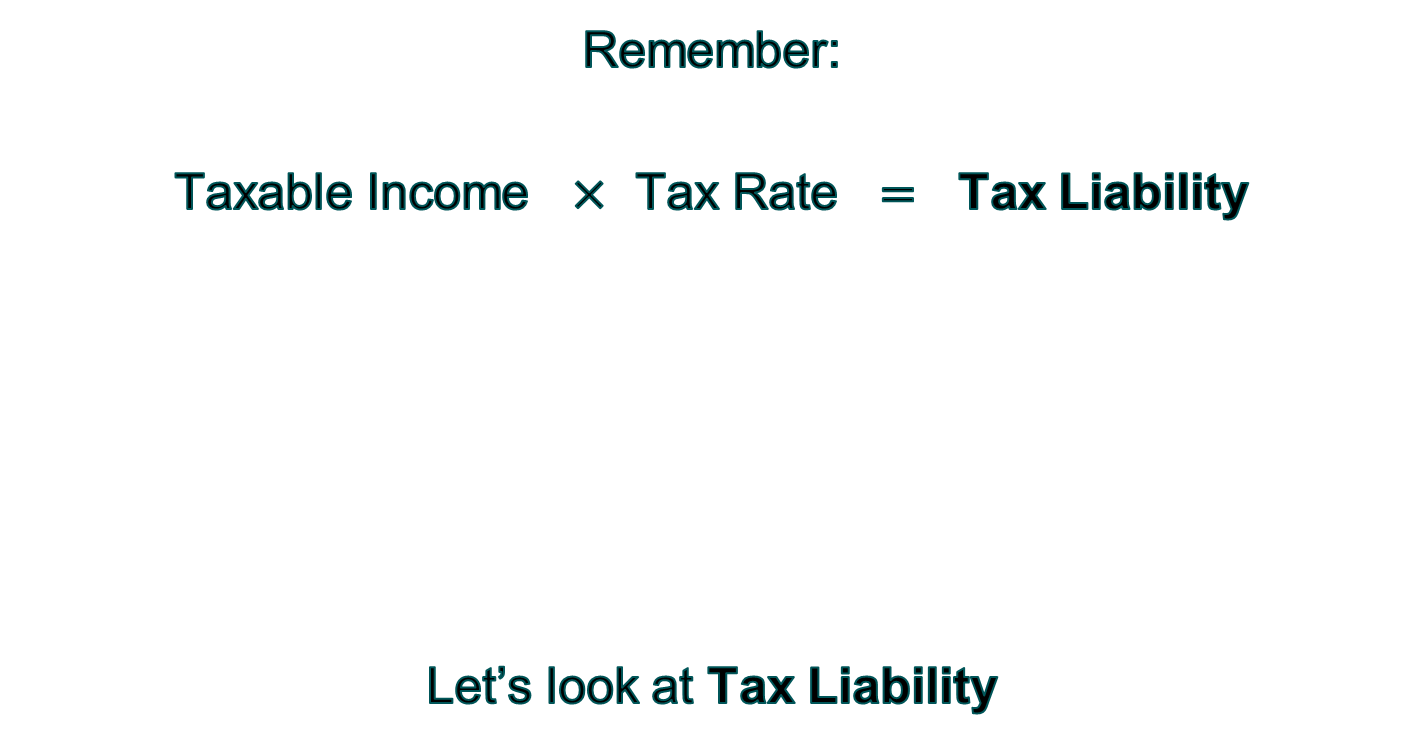 Remember:
Taxable Income × Tax Rate = Tax Liability
Let’s look at Tax Liability